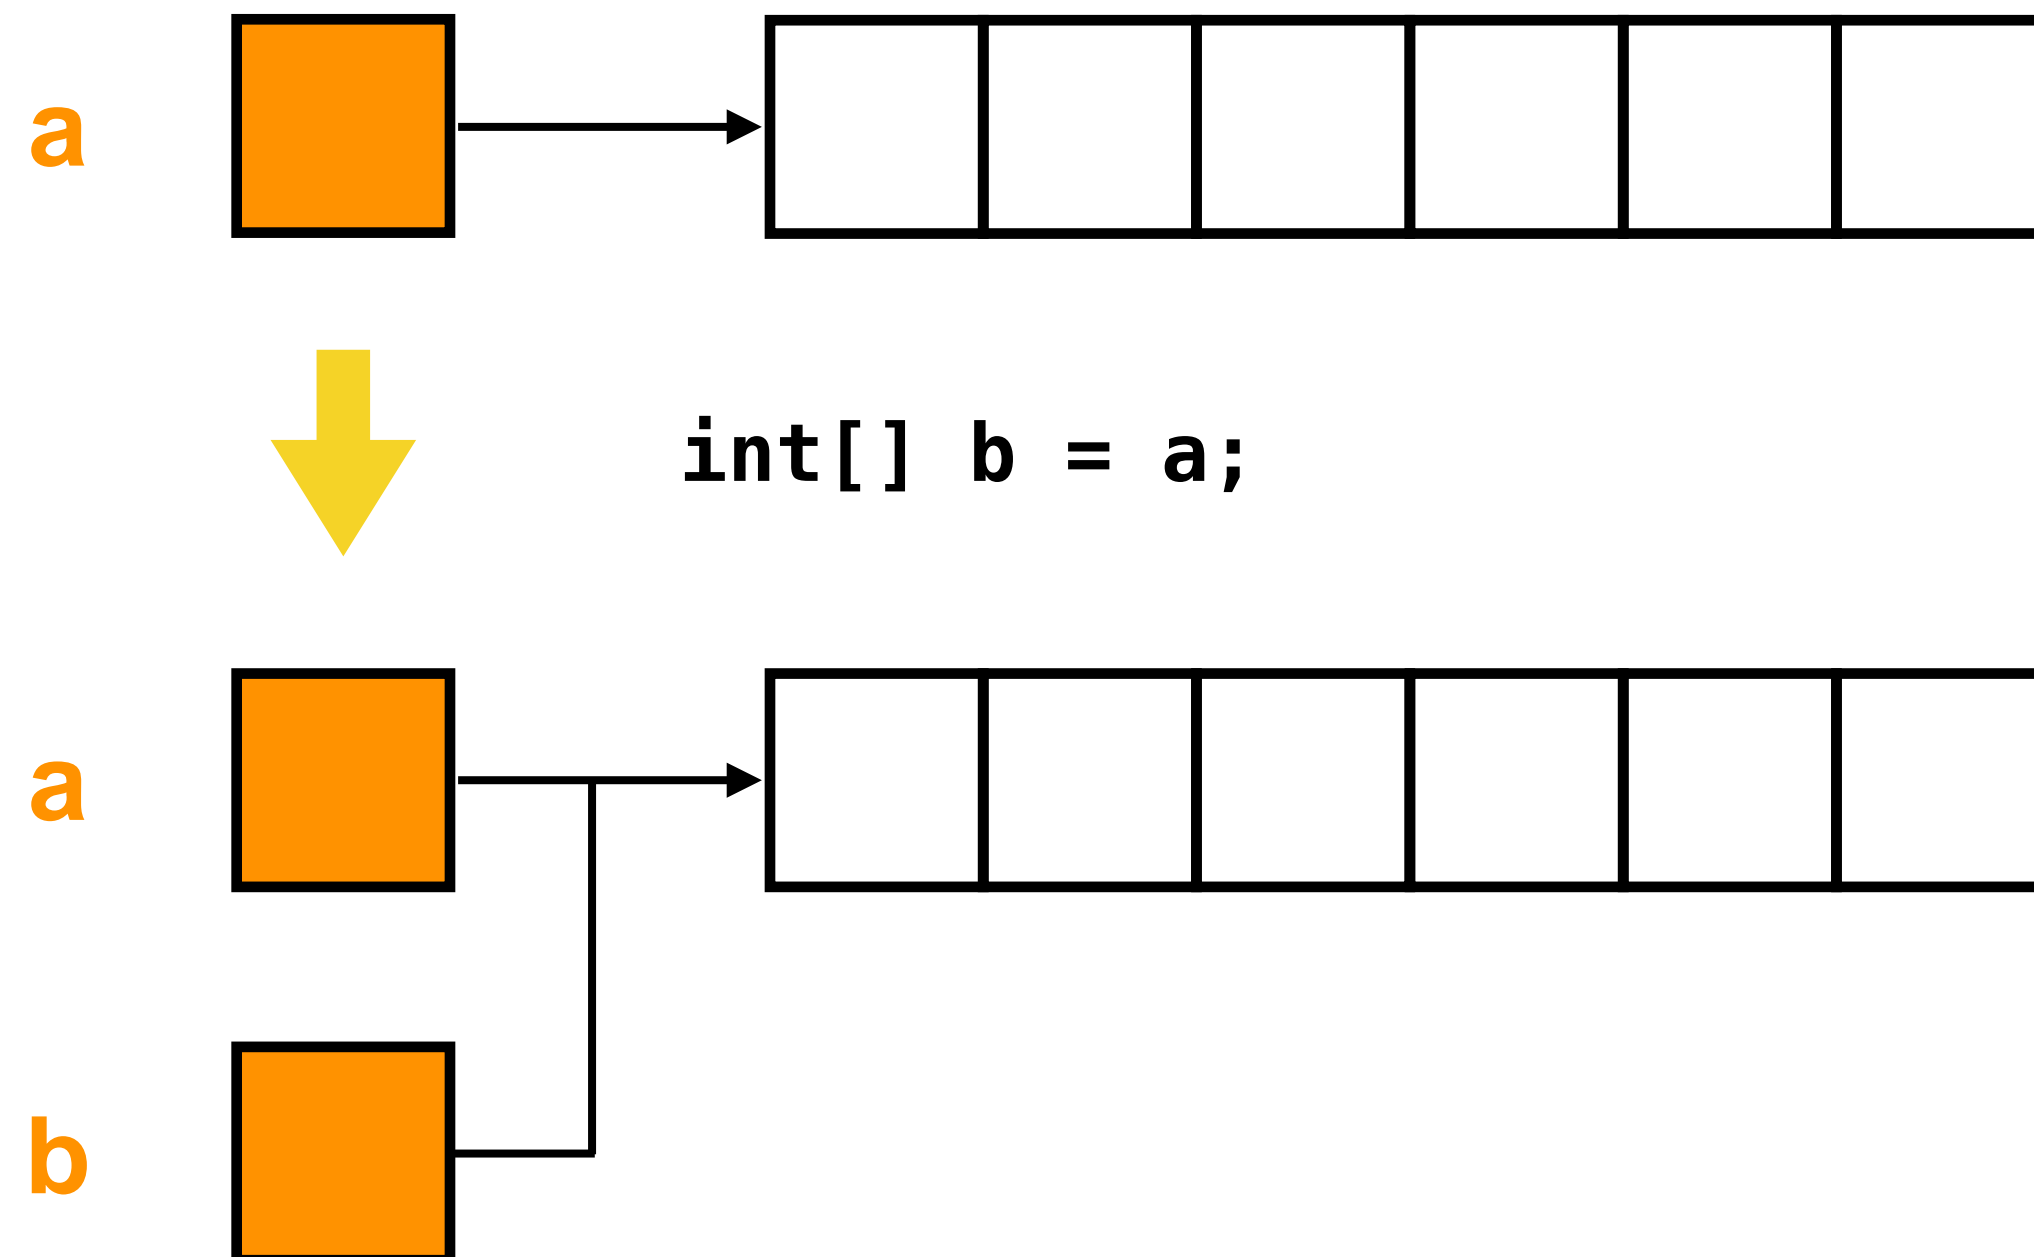 a
int[] b = a;
a
b